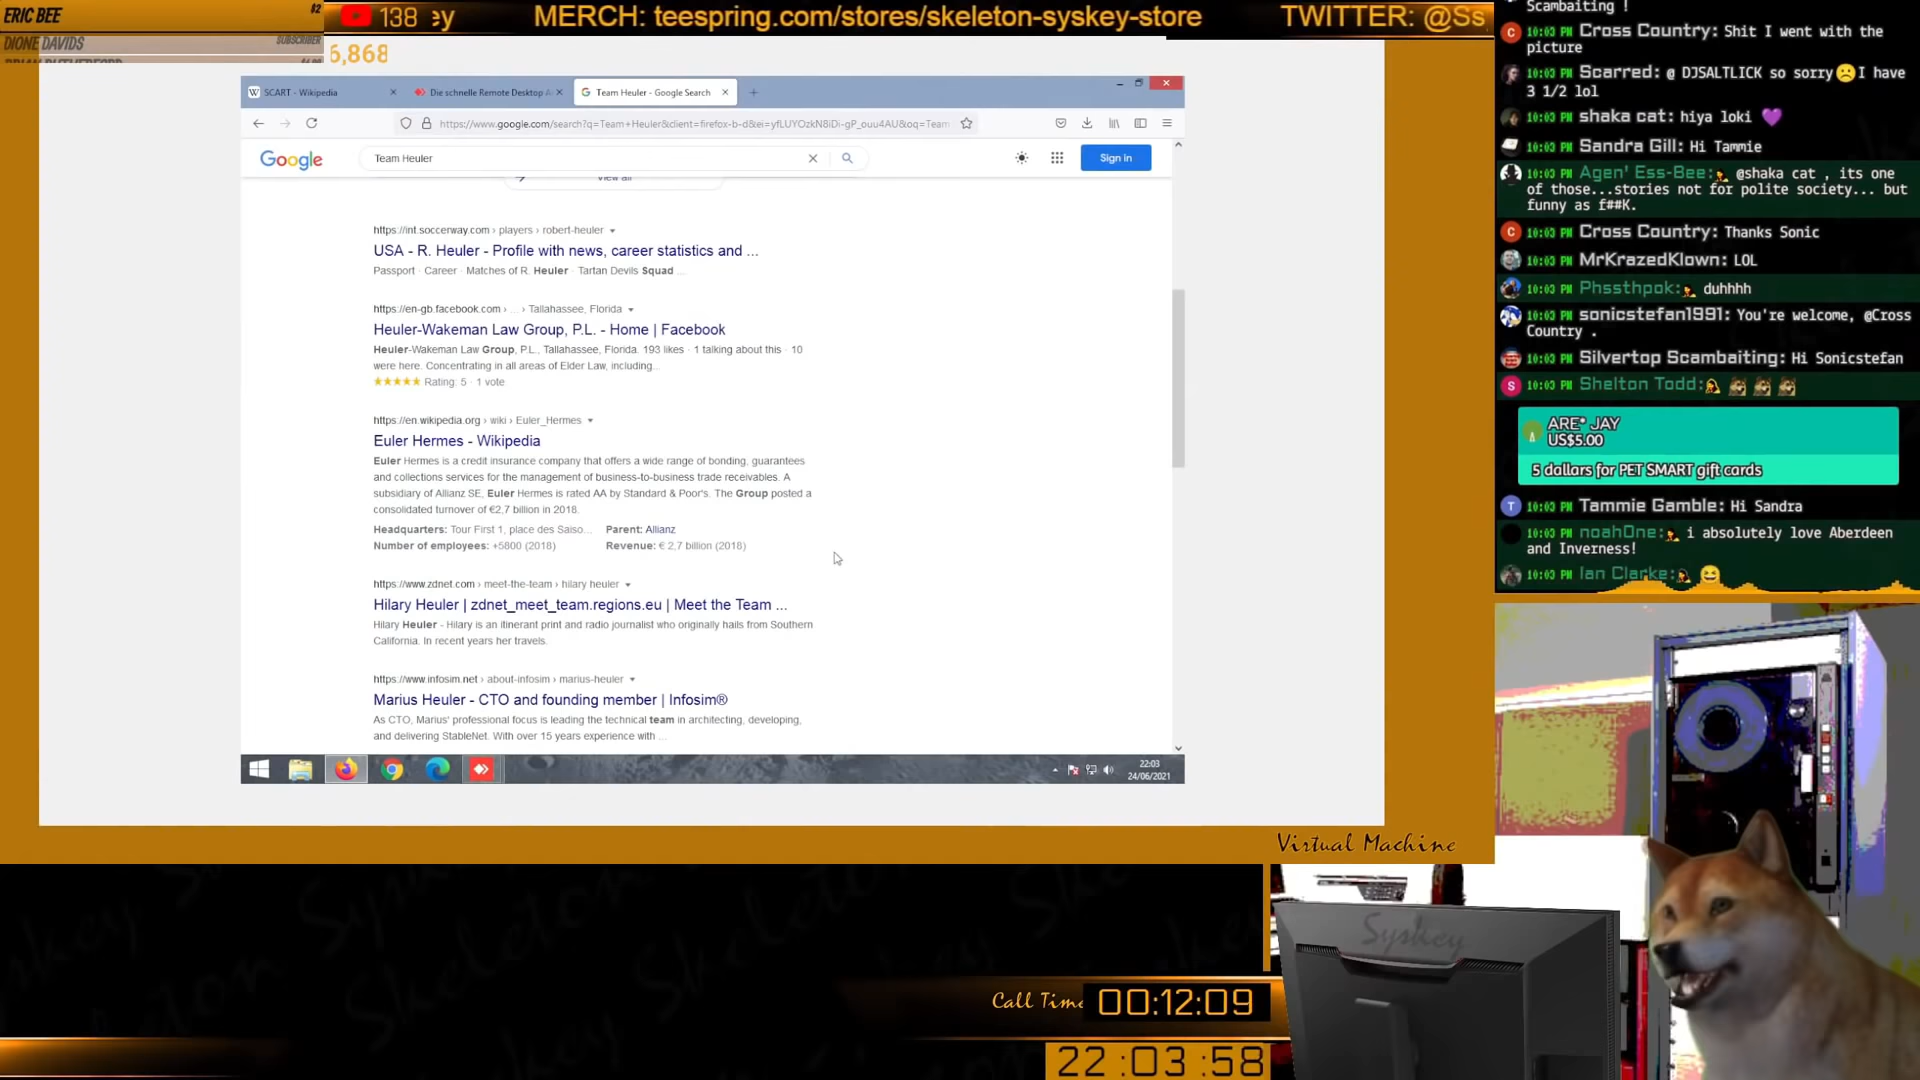 ERIC BEE $2
DIONE DAVIDS SUBSCRIBER
138 ey MERCH: teespring.com/stores/skeleton-syskey-store TWITTER: @Ss
6,868
SCART - Wikipedia
Die schnelle Remote Desktop A
Team Heuler - Google Search
https://www.google.com/search?q=Team+Heuler&client=firefox-b-d&ei=yfLUYOzkN8iDi-gP_ouu4AU&oq=Team
Google
Team Heuler
Sign in
View all
https://int.soccerway.com › players › robert-heuler
USA - R. Heuler - Profile with news, career statistics and ...
Passport · Career · Matches of R. Heuler · Tartan Devils Squad ...
https://en-gb.facebook.com › ... › Tallahassee, Florida
Heuler-Wakeman Law Group, P.L. - Home | Facebook
Heuler-Wakeman Law Group, P.L., Tallahassee, Florida. 193 likes · 1 talking about this · 10
were here. Concentrating in all areas of Elder Law, including...
Rating: 5 · 1 vote
https://en.wikipedia.org › wiki › Euler_Hermes
Euler Hermes - Wikipedia
Euler Hermes is a credit insurance company that offers a wide range of bonding, guarantees
and collections services for the management of business-to-business trade receivables. A
subsidiary of Allianz SE, Euler Hermes is rated AA by Standard & Poor's. The Group posted a
consolidated turnover of €2,7 billion in 2018.
Headquarters: Tour First 1, place des Saiso... Parent: Allianz
Number of employees: +5800 (2018) Revenue: € 2,7 billion (2018)
https://www.zdnet.com › meet-the-team › hilary heuler
Hilary Heuler | zdnet_meet_team.regions.eu | Meet the Team ...
Hilary Heuler - Hilary is an itinerant print and radio journalist who originally hails from Southern
California. In recent years her travels.
https://www.infosim.net › about-infosim › marius-heuler
Marius Heuler - CTO and founding member | Infosim®
As CTO, Marius' professional focus is leading the technical team in architecting, developing,
and delivering StableNet. With over 15 years experience with ...
22:03
24/06/2021
Virtual Machine
Scambaiting !
10:03 PM Cross Country: Shit I went with the
picture
10:03 PM Scarred: @ DJSALTLICK so sorry☹️I have
3 1/2 lol
10:03 PM shaka cat: hiya loki 💜
10:03 PM Sandra Gill: Hi Tammie
10:03 PM Agen' Ess-Bee: @shaka cat , its one
of those...stories not for polite society... but
funny as f##K.
10:03 PM Cross Country: Thanks Sonic
10:03 PM MrKrazedKlown: LOL
10:03 PM Phssthpok: duhhhh
10:03 PM sonicstefan1991: You're welcome, @Cross
Country .
10:03 PM Silvertop Scambaiting: Hi Sonicstefan
10:03 PM Shelton Todd:
ARE* JAY
US$5.00
5 dallars for PET SMART gift cards
10:03 PM Tammie Gamble: Hi Sandra
10:03 PM noahOne: i absolutely love Aberdeen
and Inverness!
10:03 PM Ian Clarke: 😆
Syskey
Call Time 00:12:09
22:03:58